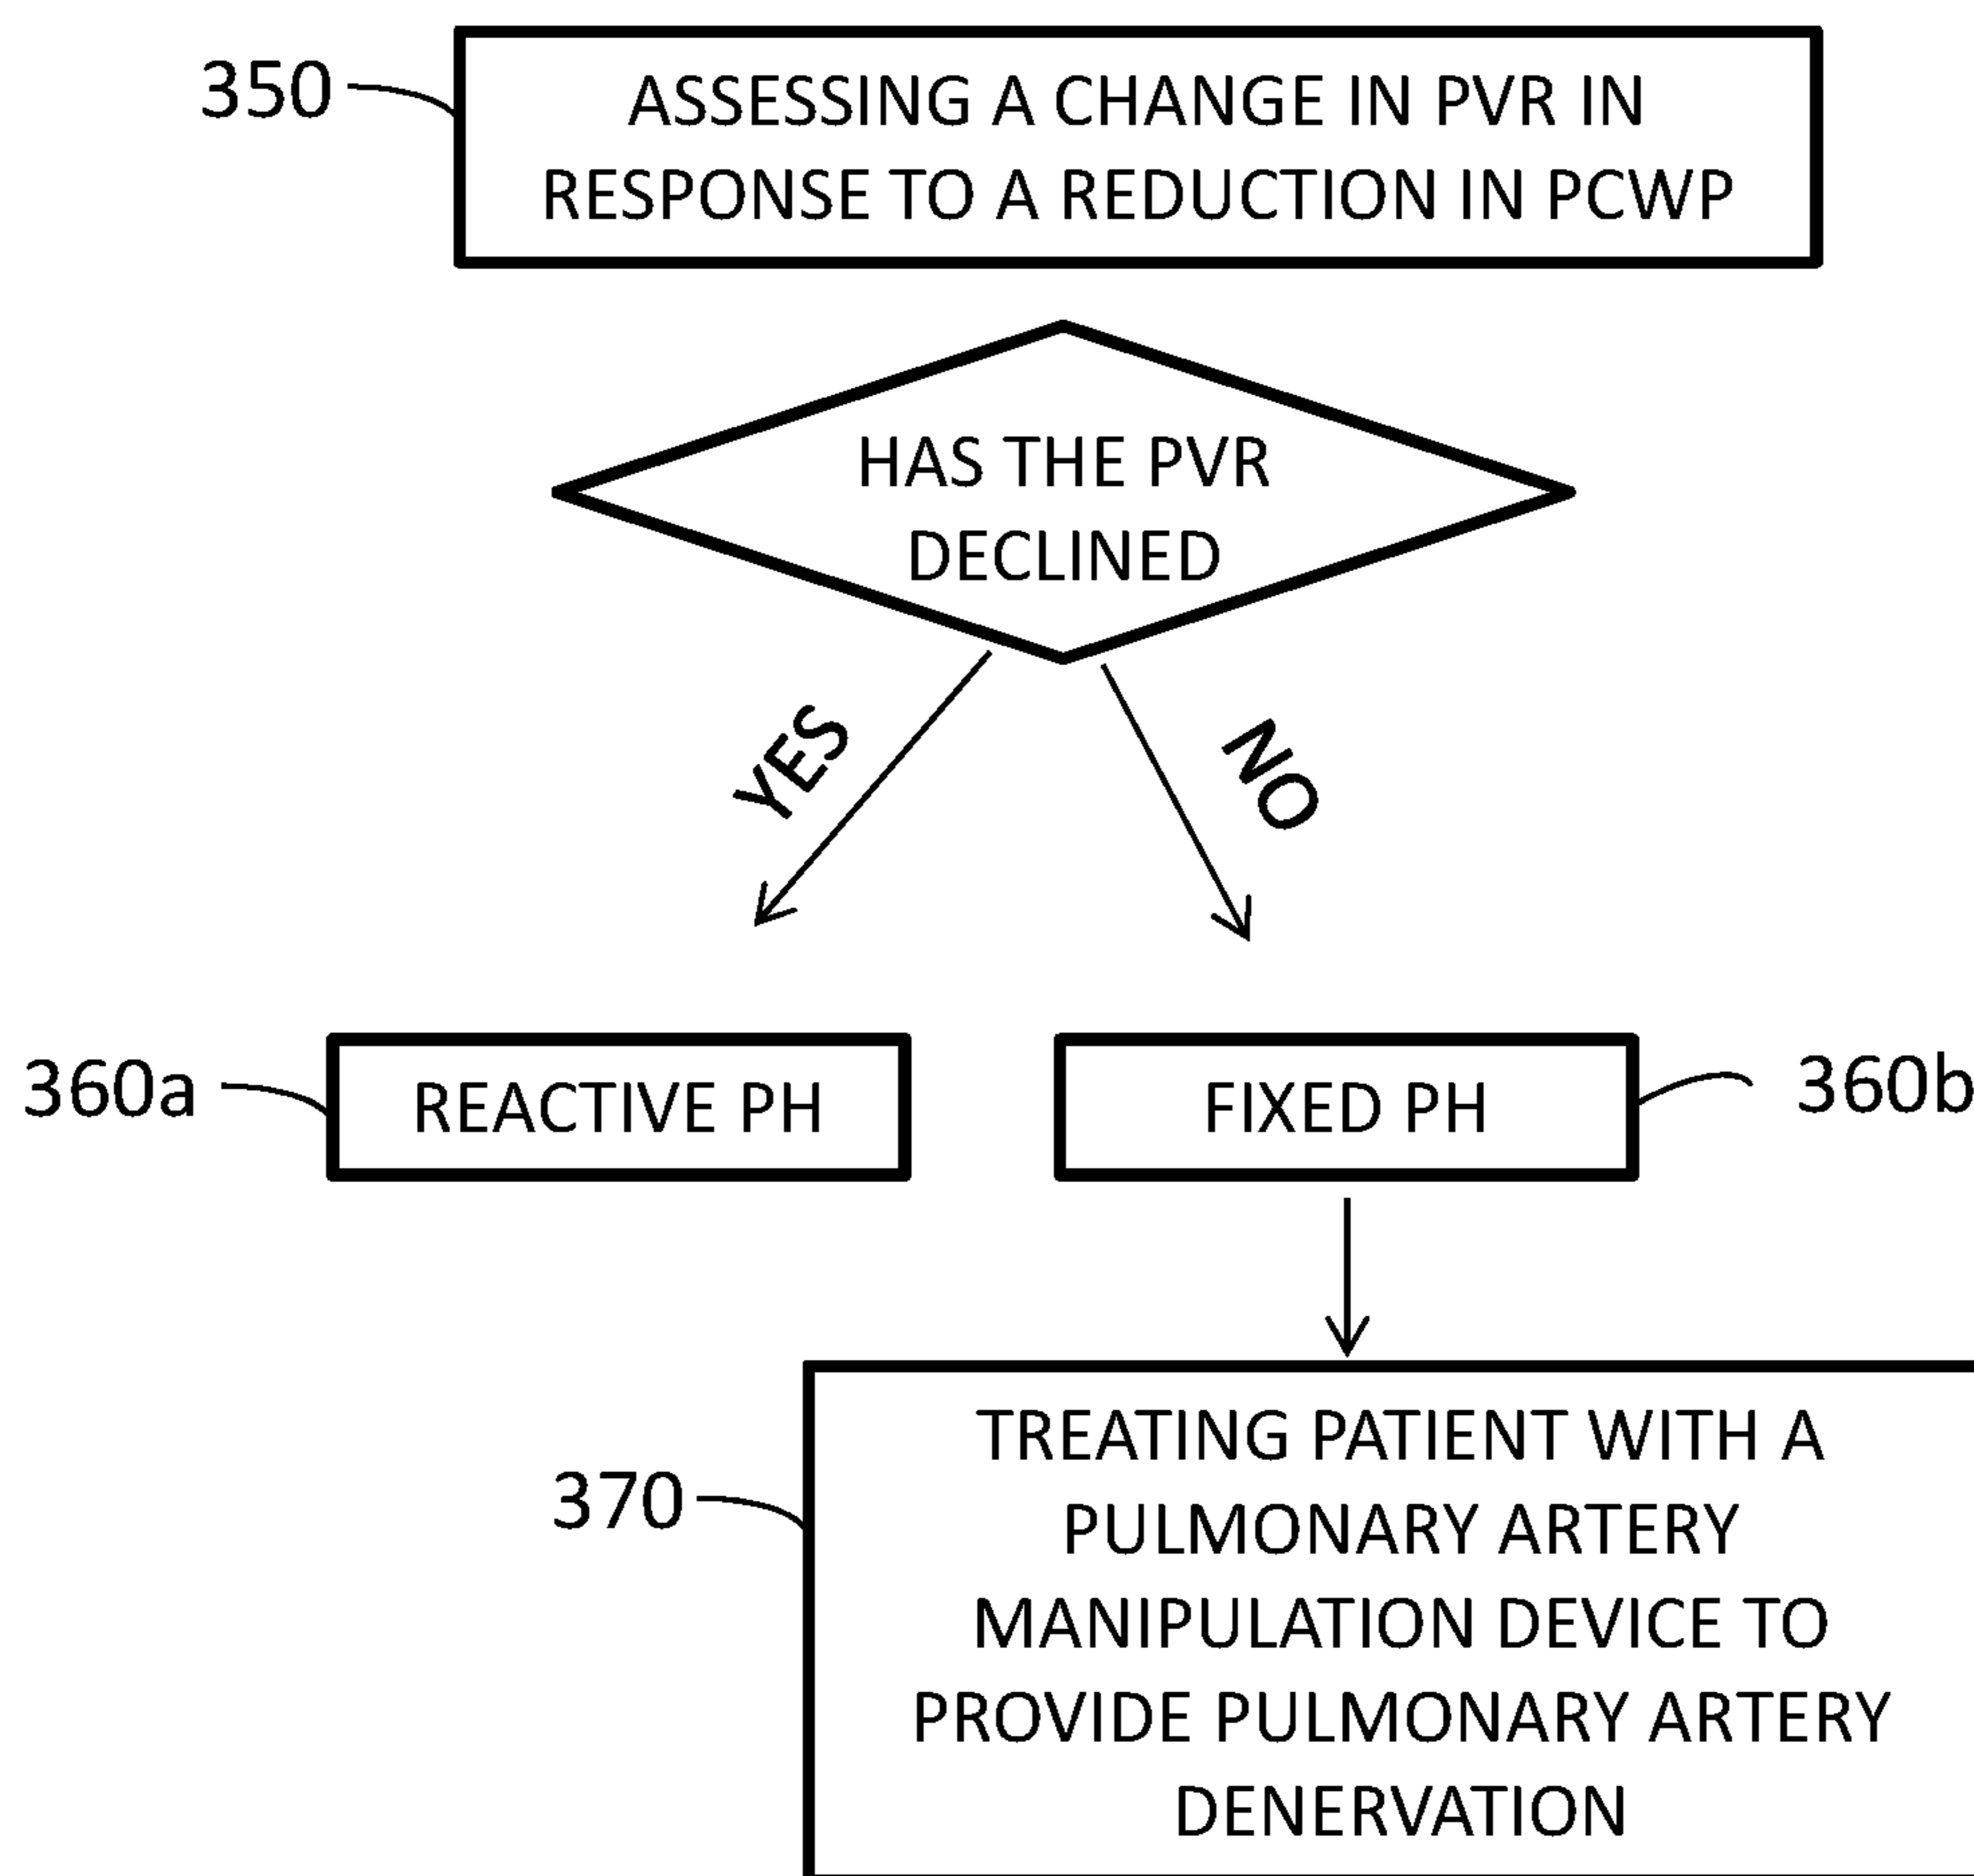 350
ASSESSING A CHANGE IN PVR IN
RESPONSE TO A REDUCTION IN PCWP
HAS THE PVR
DECLINED
YES
NO
360a
REACTIVE PH
FIXED PH
360b
370
TREATING PATIENT WITH A
PULMONARY ARTERY
MANIPULATION DEVICE TO
PROVIDE PULMONARY ARTERY
DENERVATION